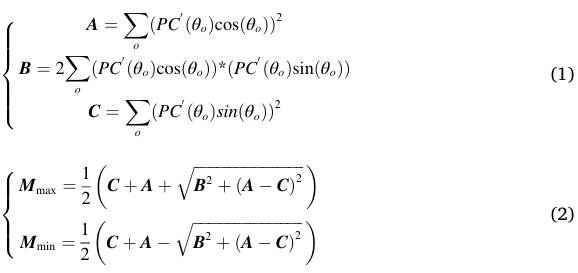 A = ∑_o (PC′(θ_o)cos(θ_o))²
B = 2∑_o (PC′(θ_o)cos(θ_o))*(PC′(θ_o)sin(θ_o)) (1)
C = ∑_o (PC′(θ_o)sin(θ_o))²
M_max = 1/2 (C + A + √(B² + (A − C)²))
(2)
M_min = 1/2 (C + A − √(B² + (A − C)²))